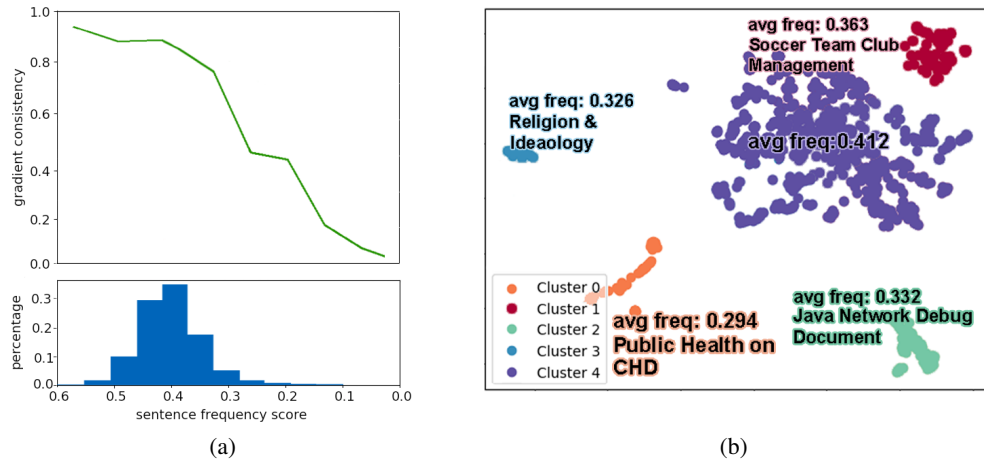 1.0
0.8
0.6
0.4
0.2
0.0
gradient consistency
0.3
0.2
0.1
0.0
percentage
0.6 0.5 0.4 0.3 0.2 0.1 0.0
sentence frequency score
(a)
avg freq: 0.363
Soccer Team Club
Management
avg freq: 0.326
Religion &
Ideaology
avg freq:0.412
Cluster 0
Cluster 1
Cluster 2
Cluster 3
Cluster 4
avg freq: 0.294
Public Health on
CHD
avg freq: 0.332
Java Network Debug
Document
(b)